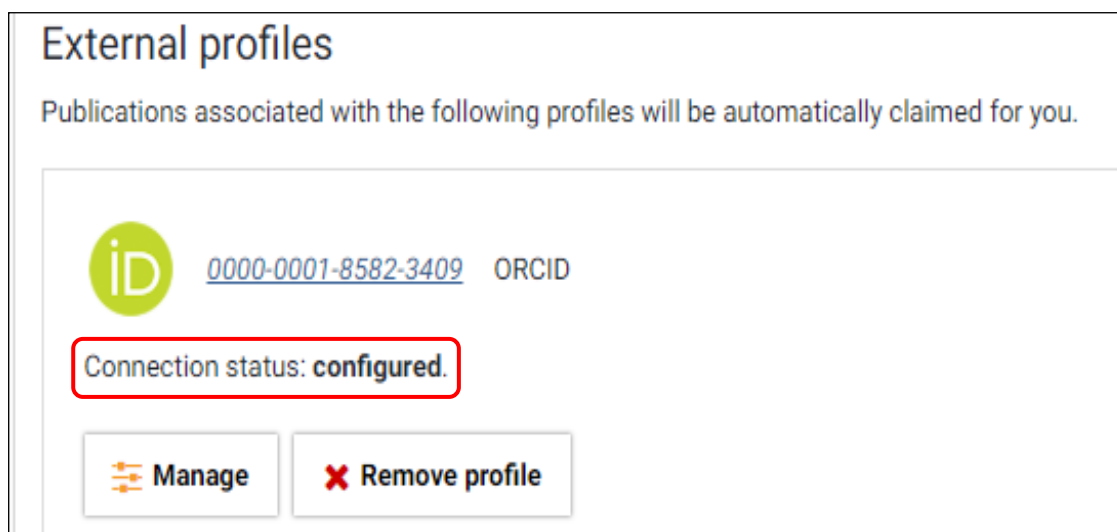 External profiles
Publications associated with the following profiles will be automatically claimed for you.
iD 0000-0001-8582-3409 ORCID
Connection status: configured.
Manage Remove profile